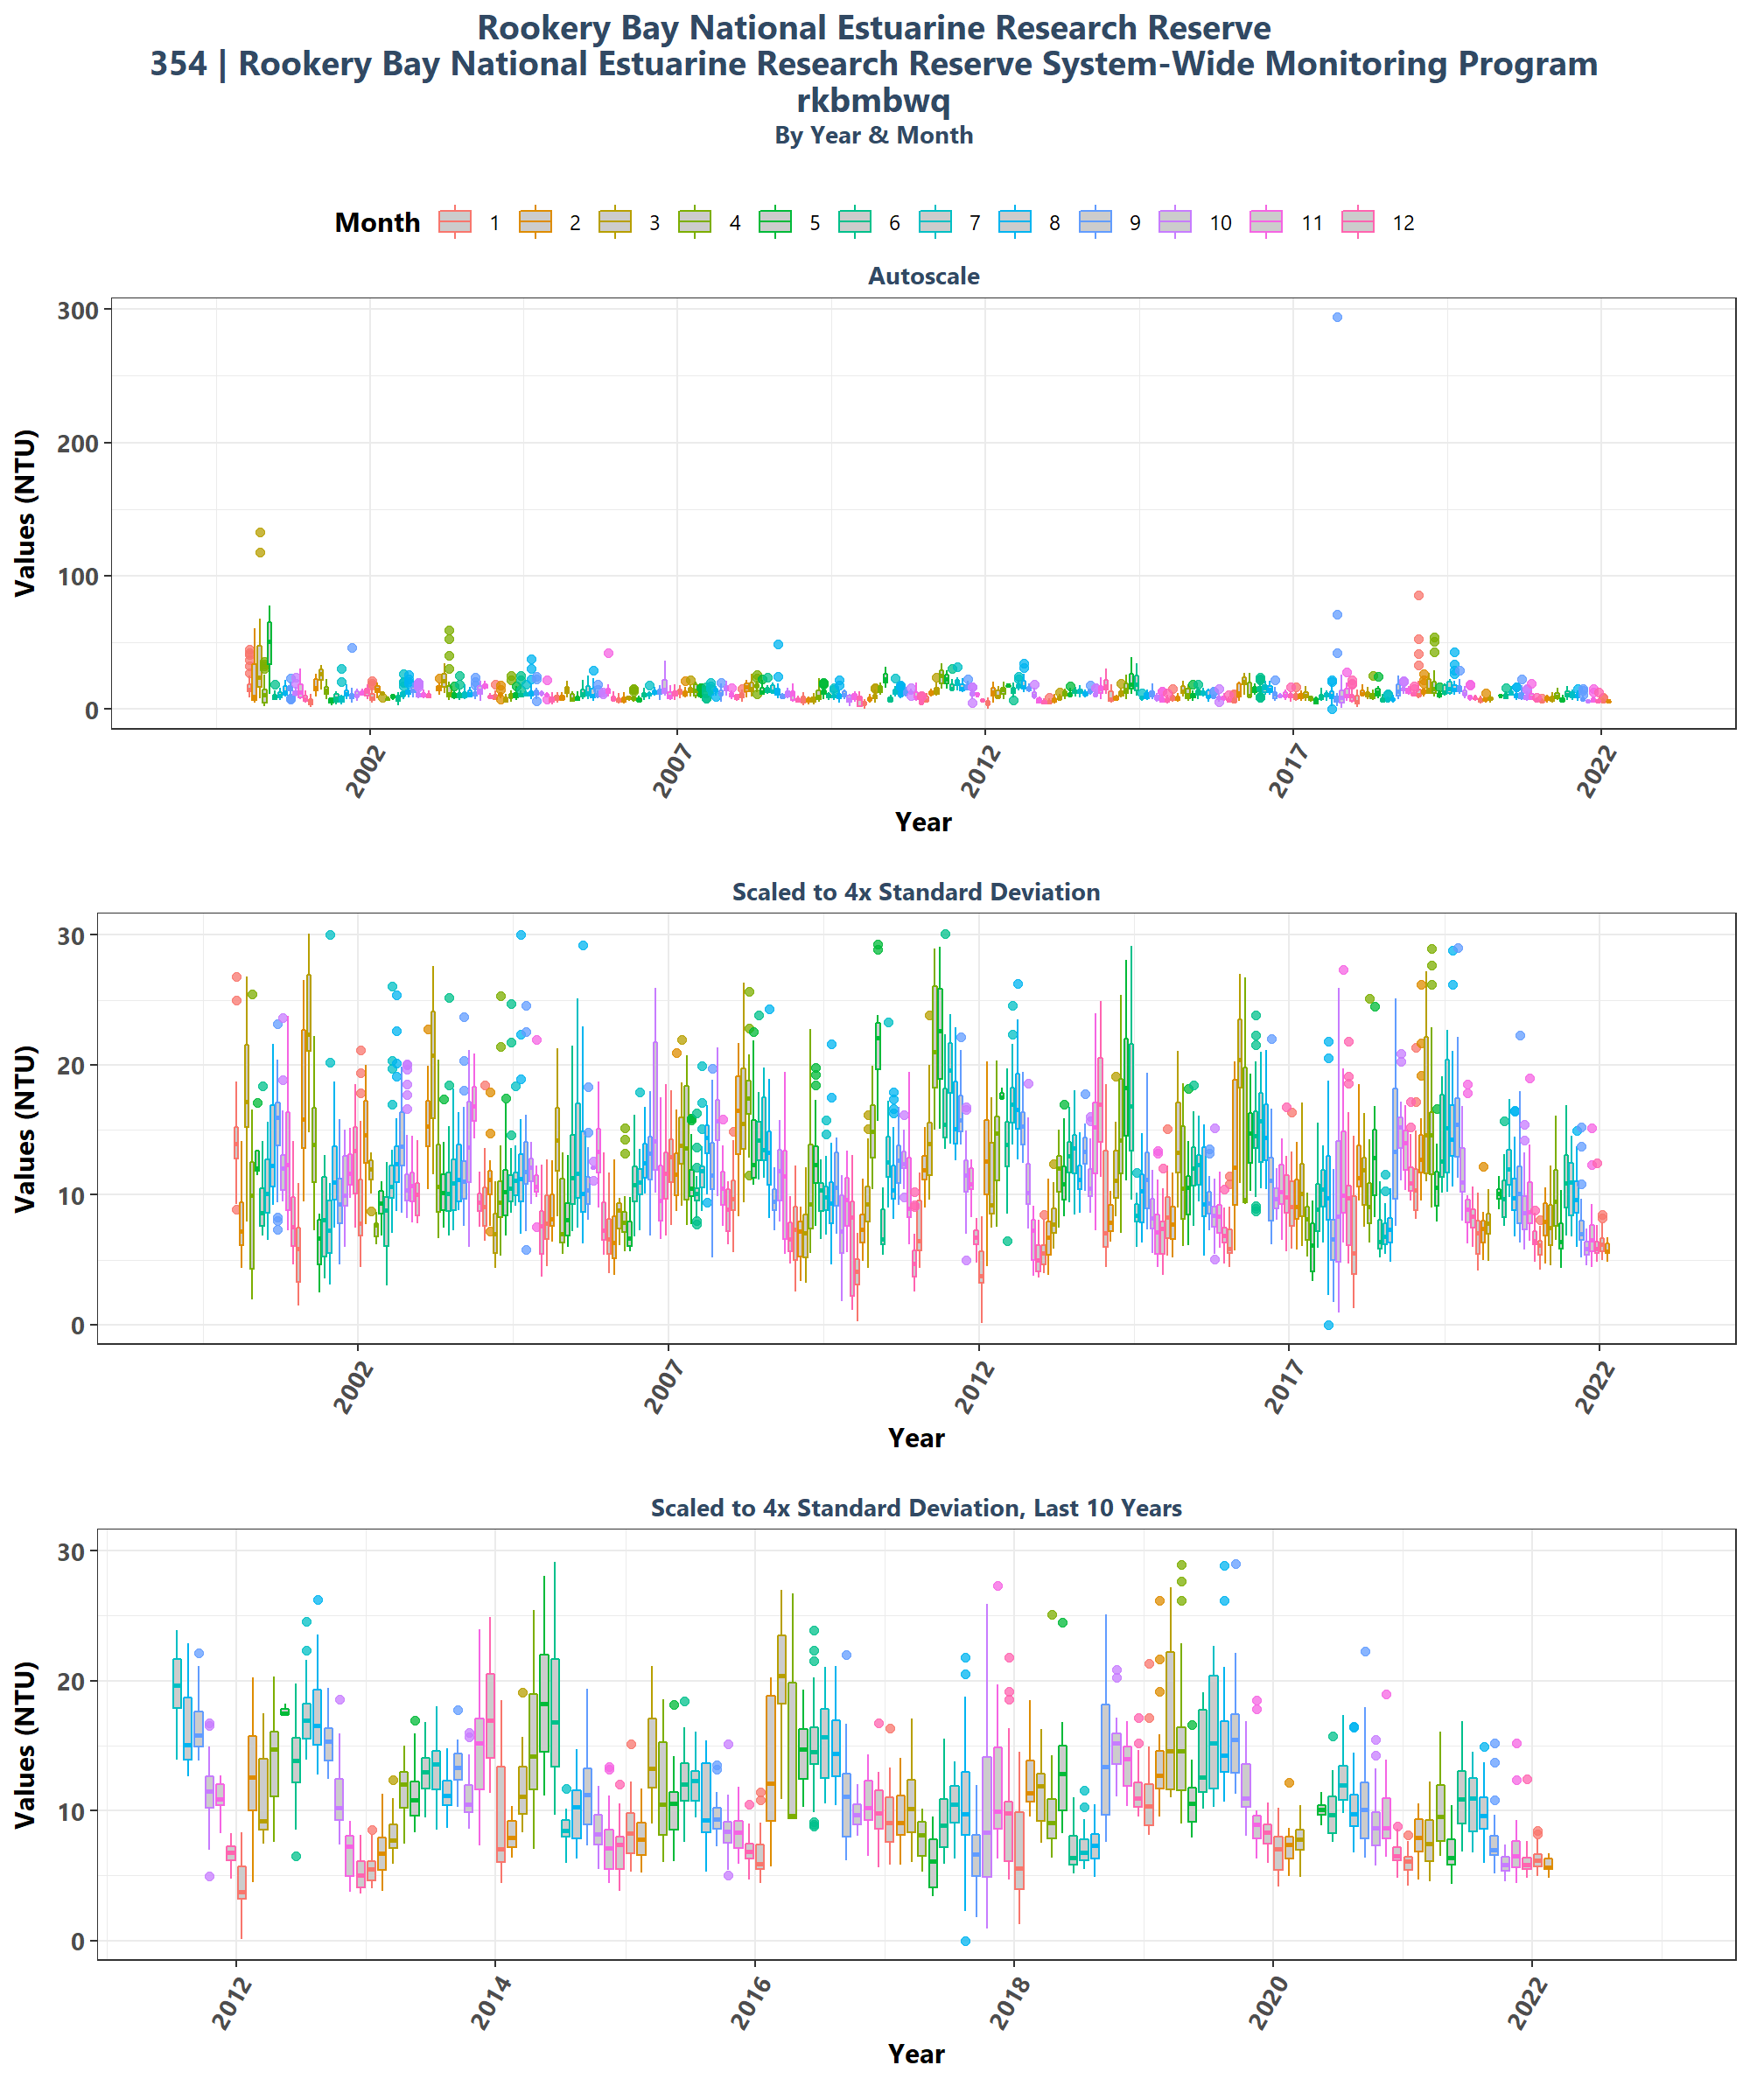 Rookery Bay National Estuarine Research Reserve
354 | Rookery Bay National Estuarine Research Reserve System-Wide Monitoring Program
rkbmbwq
By Year & Month
Month 1 2 3 4 5 6 7 8 9 10 11 12
Autoscale
300
200
100
0
Values (NTU)
2002 2007 2012 2017 2022
Year
Scaled to 4x Standard Deviation
30
20
10
0
Values (NTU)
2002 2007 2012 2017 2022
Year
Scaled to 4x Standard Deviation, Last 10 Years
30
20
10
0
Values (NTU)
2012 2014 2016 2018 2020 2022
Year